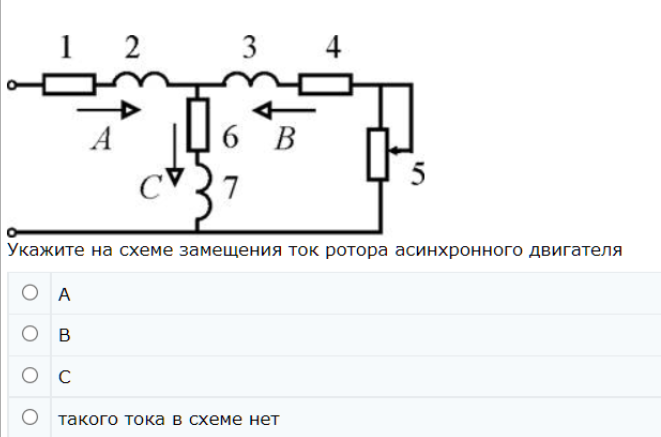 1 2 3 4
A 6 B
C 7 5
Укажите на схеме замещения ток ротора асинхронного двигателя
А
В
С
такого тока в схеме нет